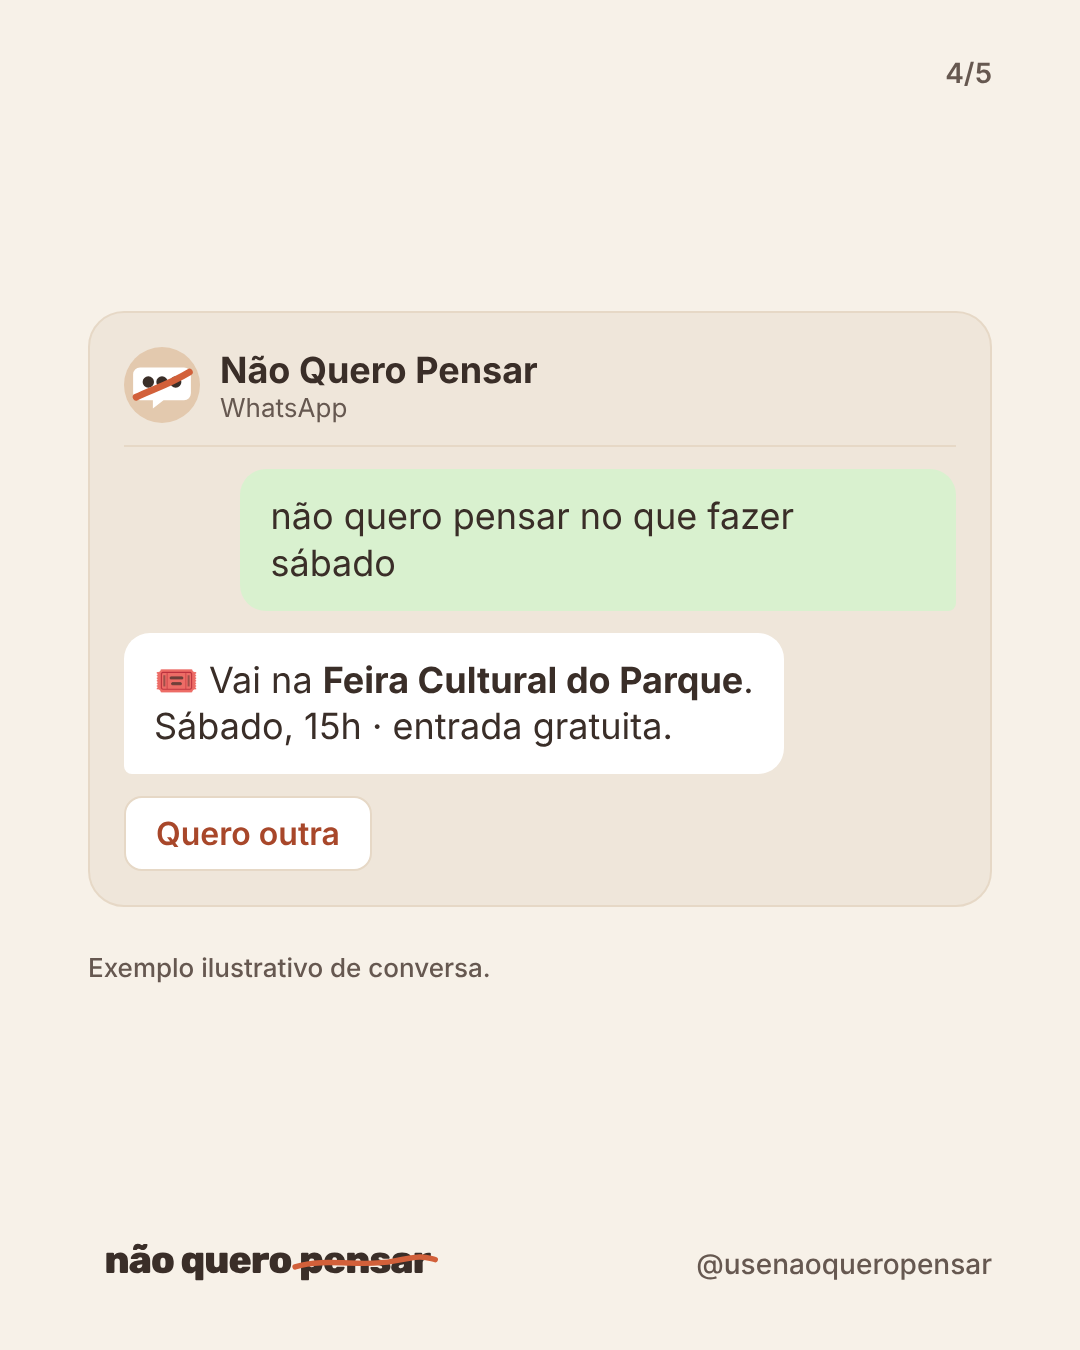 4/5
Não Quero Pensar
WhatsApp
não quero pensar no que fazer
sábado
🎟️ Vai na Feira Cultural do Parque.
Sábado, 15h · entrada gratuita.
Quero outra
Exemplo ilustrativo de conversa.
não quero pensar
@usenaoqueropensar